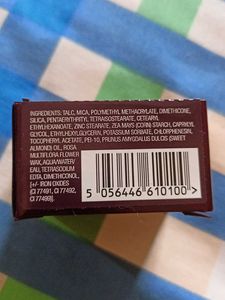 INGREDIENTS: TALC, MICA, POLYMETHYL METHACRYLATE, DIMETHICONE,
SILICA, PENTAERYTHRITYL TETRAISOSTEARATE, CETEARYL
ETHYLHEXANOATE, ZINC STEARATE, ZEA MAYS (CORN) STARCH, CAPRYLYL
GLYCOL, ETHYLHEXYLGLYCERIN, POTASSIUM SORBATE, CHLORPHENESIN,
TOCOPHERYL ACETATE, PEI-10, PRUNUS AMYGDALUS DULCIS (SWEET
ALMOND) OIL, ROSA
MULTIFLORA FLOWER
WAX, AQUA/WATER/
EAU, TETRASODIUM
EDTA, DIMETHICONOL,
[+/- IRON OXIDES
(CI 77491, CI 77492,
CI 77499)].
5 056446 610100 >